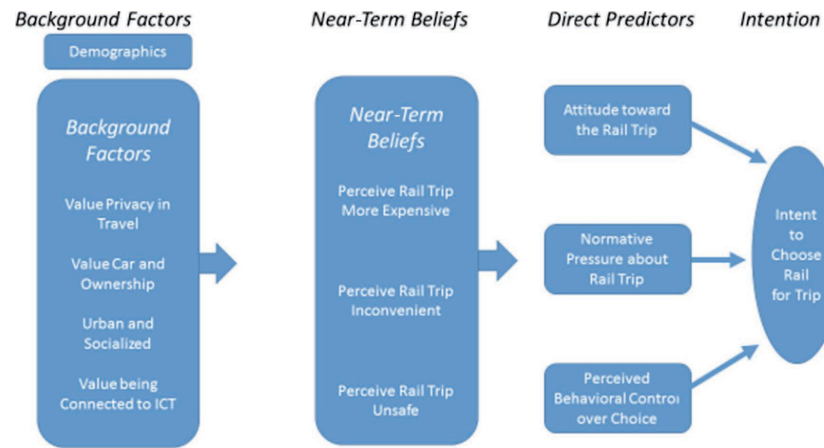 Background Factors
Near-Term Beliefs
Direct Predictors
Intention
Demographics
Background
Factors
Value Privacy in
Travel
Value Car and
Ownership
Urban and
Socialized
Value being
Connected to ICT
Near-Term
Beliefs
Perceive Rail Trip
More Expensive
Perceive Rail Trip
Inconvenient
Perceive Rail Trip
Unsafe
Attitude toward
the Rail Trip
Normative
Pressure about
Rail Trip
Perceived
Behavioral Control
over Choice
Intent
to
Choose
Rail
for Trip